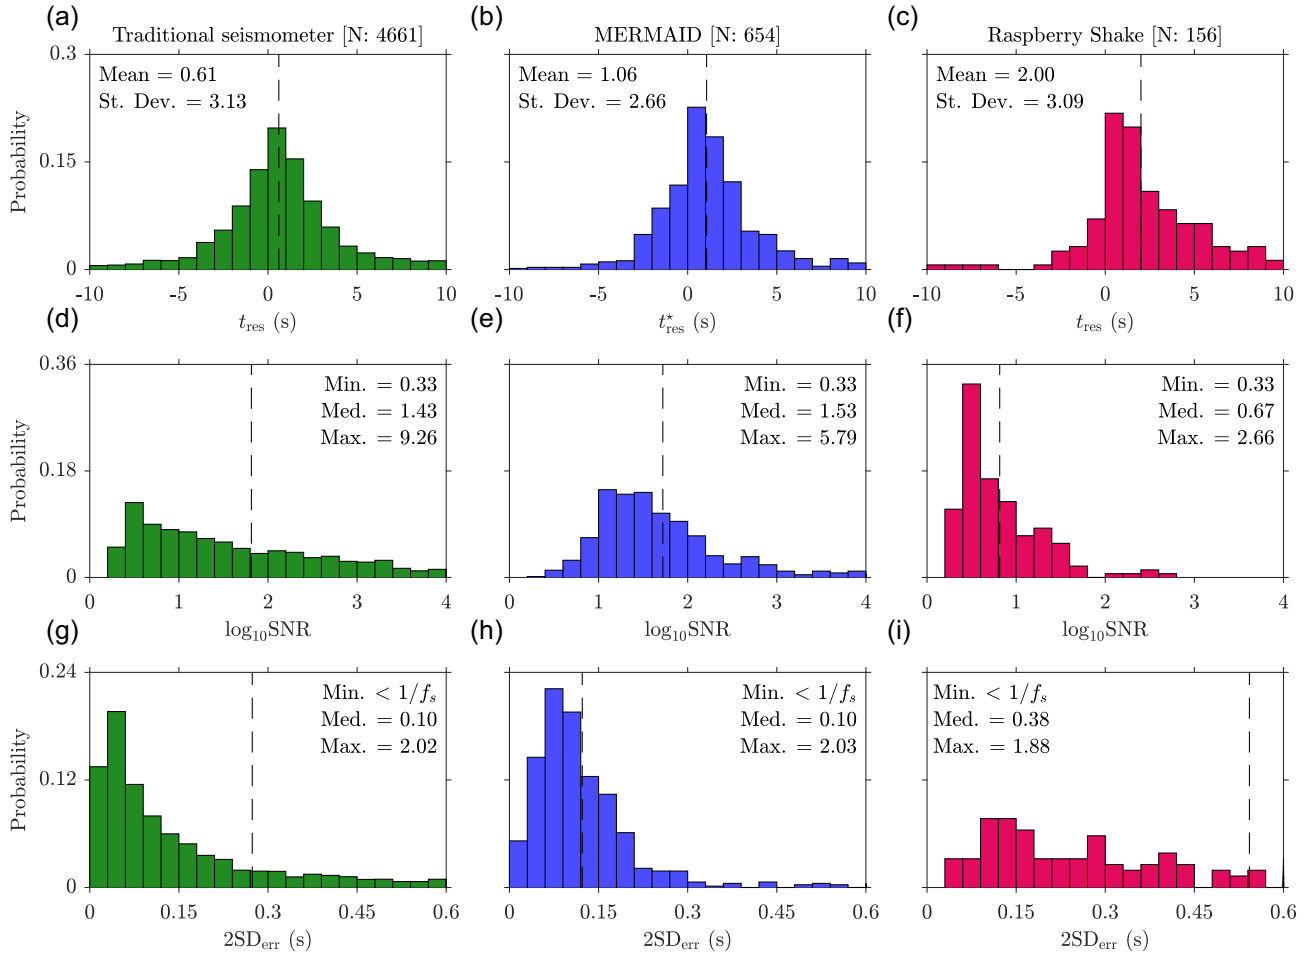 (a) (b) (c)
Traditional seismometer [N: 4661] MERMAID [N: 654] Raspberry Shake [N: 156]
0.3
Mean = 0.61 Mean = 1.06 Mean = 2.00
St. Dev. = 3.13 St. Dev. = 2.66 St. Dev. = 3.09
Probability
0.15
0
-10 -5 0 5 10 -10 -5 0 5 10 -10 -5 0 5 10
t_res (s) t*_res (s) t_res (s)
(d) (e) (f)
0.36
Min. = 0.33 Min. = 0.33 Min. = 0.33
Med. = 1.43 Med. = 1.53 Med. = 0.67
Max. = 9.26 Max. = 5.79 Max. = 2.66
Probability
0.18
0
0 1 2 3 4 0 1 2 3 4 0 1 2 3 4
log₁₀SNR log₁₀SNR log₁₀SNR
(g) (h) (i)
0.24
Min. < 1/f_s Min. < 1/f_s Min. < 1/f_s
Med. = 0.10 Med. = 0.10 Med. = 0.38
Max. = 2.02 Max. = 2.03 Max. = 1.88
Probability
0.12
0
0 0.15 0.3 0.45 0.6 0 0.15 0.3 0.45 0.6 0 0.15 0.3 0.45 0.6
2SD_err (s) 2SD_err (s) 2SD_err (s)